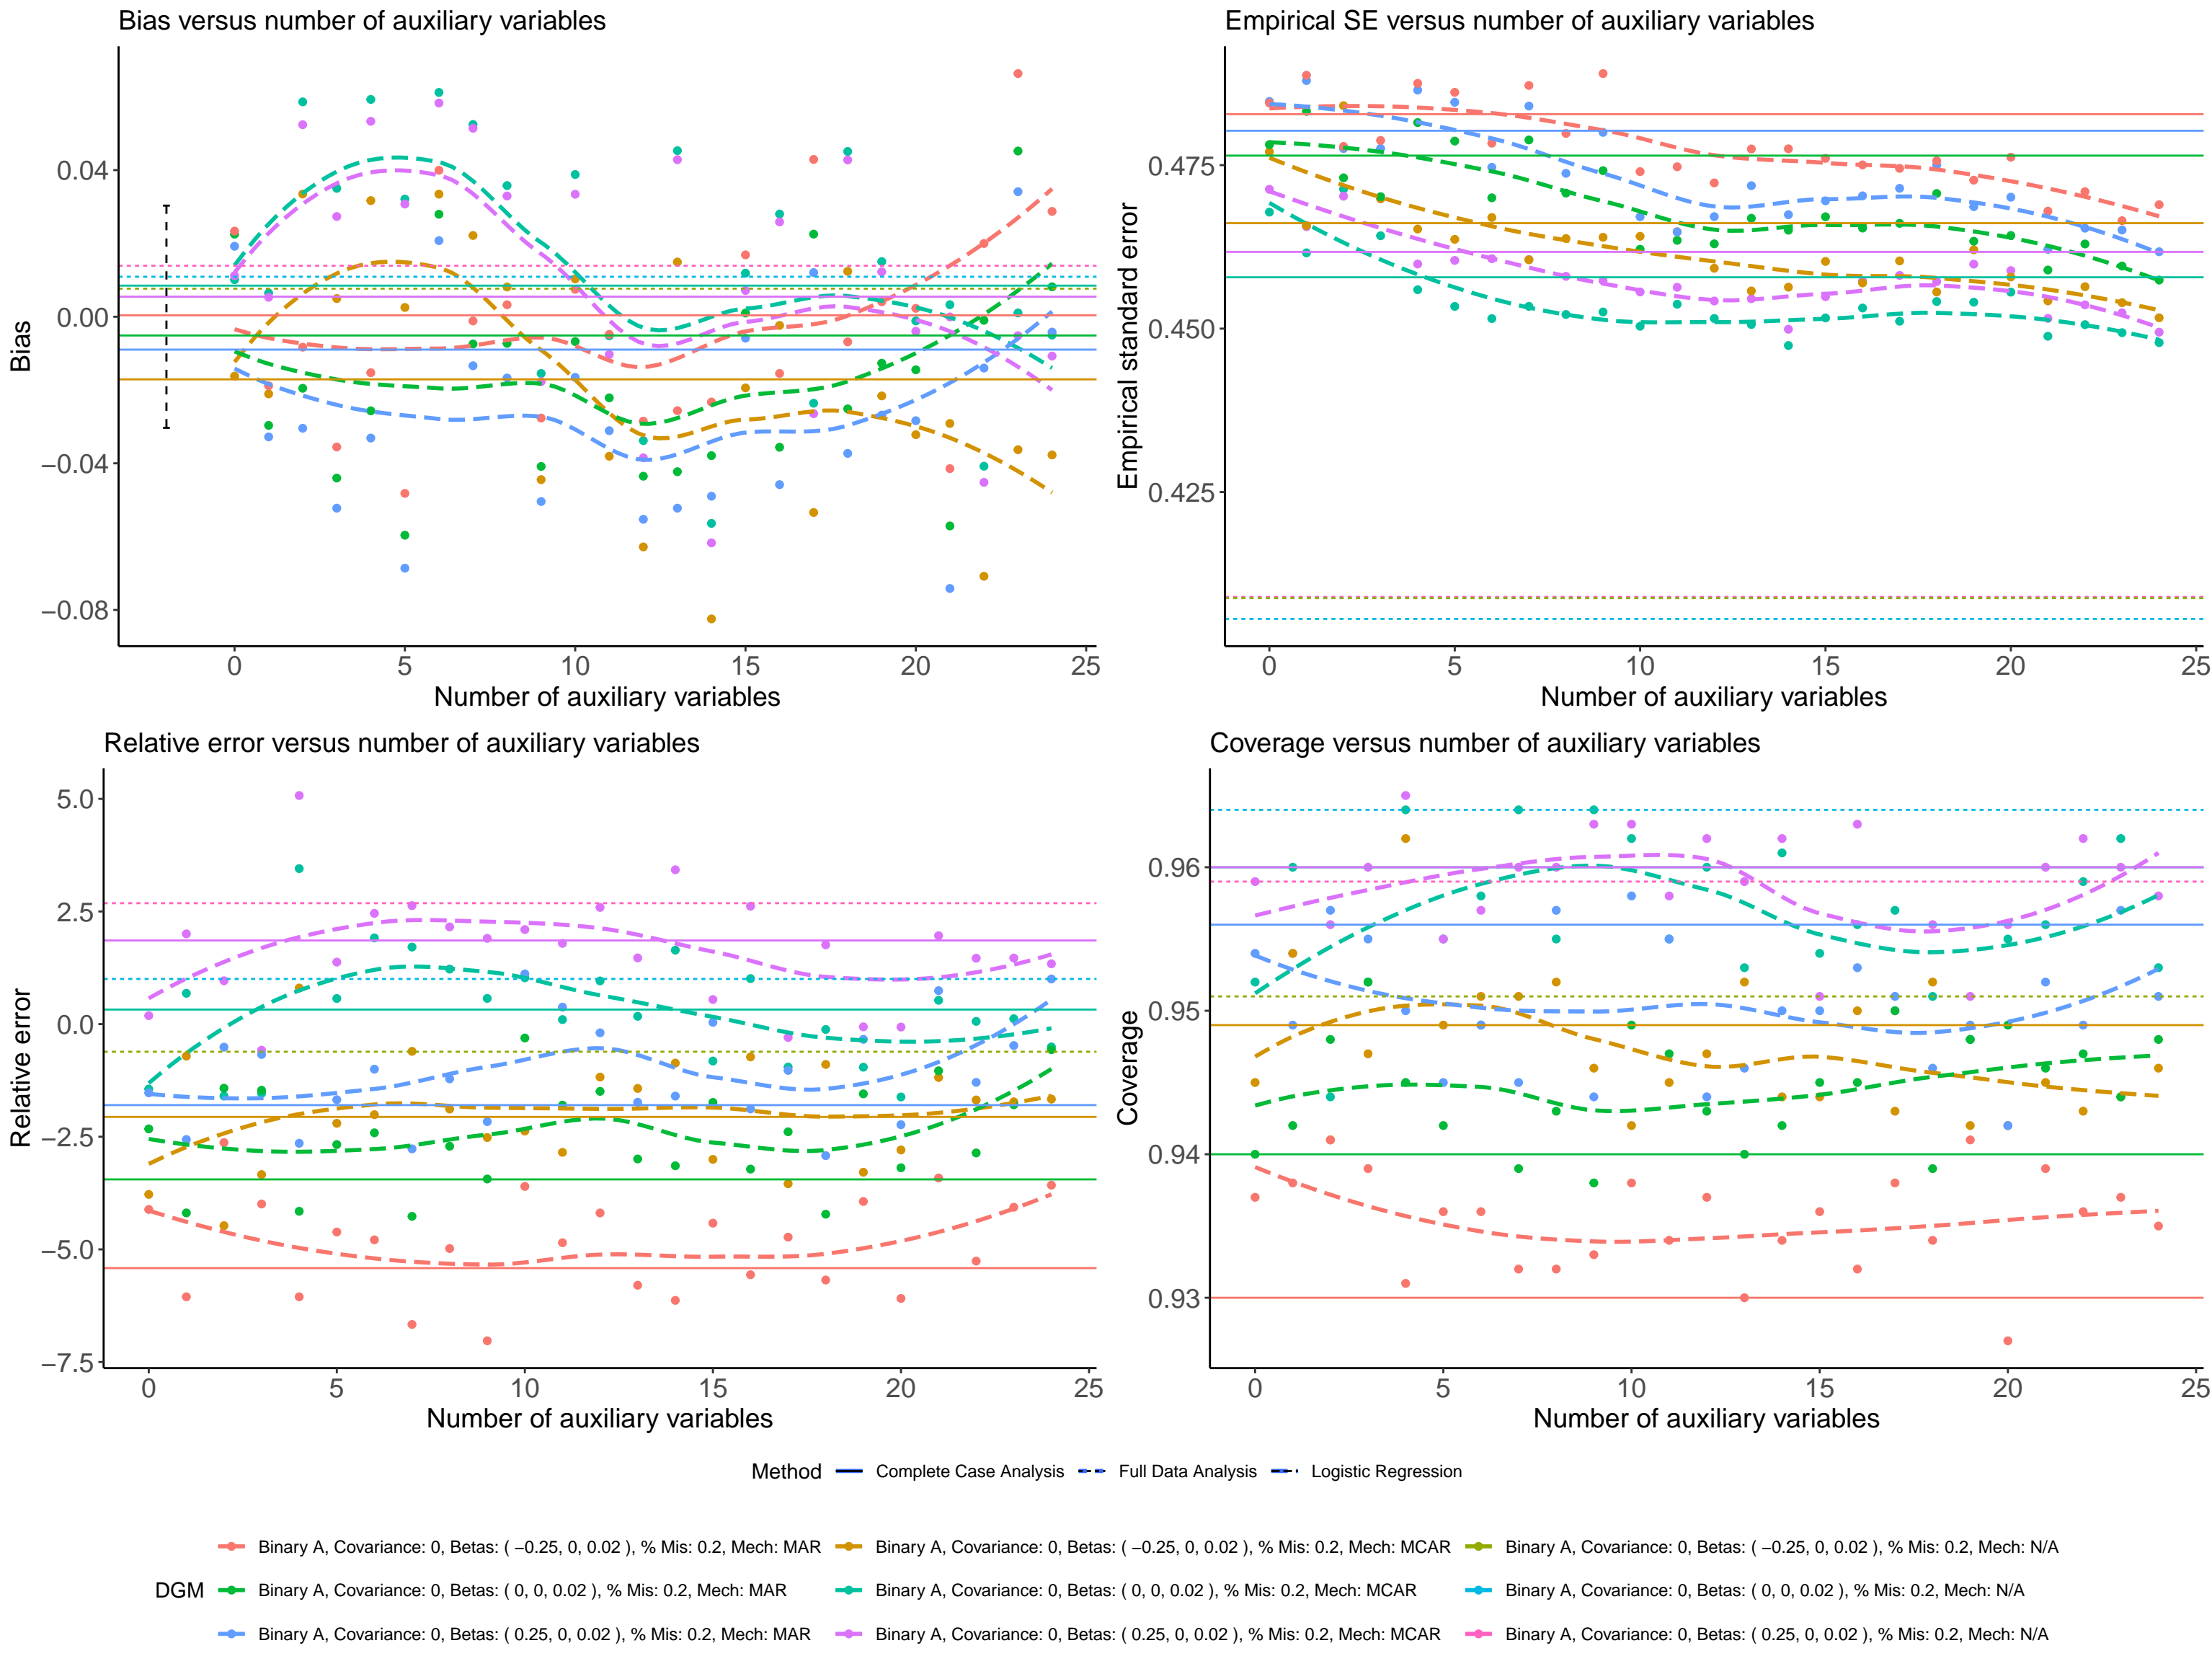 Bias versus number of auxiliary variables
Bias
0.04
0.00
−0.04
−0.08
0 5 10 15 20 25
Number of auxiliary variables
Empirical SE versus number of auxiliary variables
Empirical standard error
0.475
0.450
0.425
0 5 10 15 20 25
Number of auxiliary variables
Relative error versus number of auxiliary variables
Relative error
5.0
2.5
0.0
−2.5
−5.0
−7.5
0 5 10 15 20 25
Number of auxiliary variables
Coverage versus number of auxiliary variables
Coverage
0.96
0.95
0.94
0.93
0 5 10 15 20 25
Number of auxiliary variables
Method Complete Case Analysis Full Data Analysis Logistic Regression
Binary A, Covariance: 0, Betas: ( −0.25, 0, 0.02 ), % Mis: 0.2, Mech: MAR Binary A, Covariance: 0, Betas: ( −0.25, 0, 0.02 ), % Mis: 0.2, Mech: MCAR Binary A, Covariance: 0, Betas: ( −0.25, 0, 0.02 ), % Mis: 0.2, Mech: N/A
DGM Binary A, Covariance: 0, Betas: ( 0, 0, 0.02 ), % Mis: 0.2, Mech: MAR Binary A, Covariance: 0, Betas: ( 0, 0, 0.02 ), % Mis: 0.2, Mech: MCAR Binary A, Covariance: 0, Betas: ( 0, 0, 0.02 ), % Mis: 0.2, Mech: N/A
Binary A, Covariance: 0, Betas: ( 0.25, 0, 0.02 ), % Mis: 0.2, Mech: MAR Binary A, Covariance: 0, Betas: ( 0.25, 0, 0.02 ), % Mis: 0.2, Mech: MCAR Binary A, Covariance: 0, Betas: ( 0.25, 0, 0.02 ), % Mis: 0.2, Mech: N/A